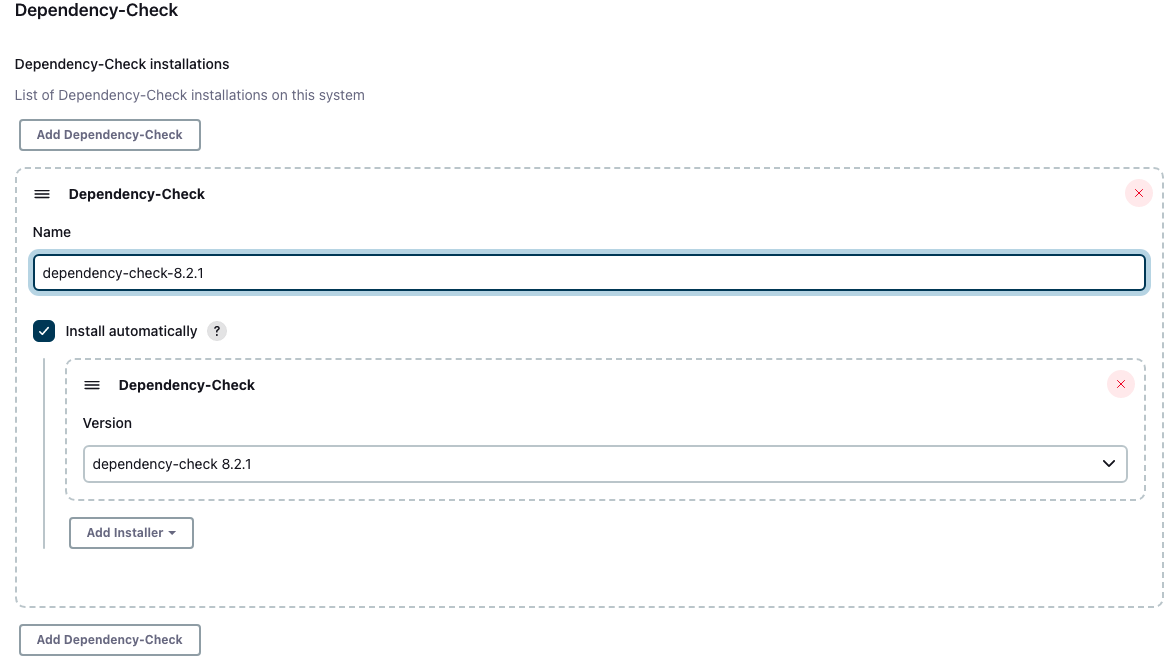 Dependency-Check
Dependency-Check installations
List of Dependency-Check installations on this system
Add Dependency-Check
Dependency-Check
Name
dependency-check-8.2.1
Install automatically ?
Dependency-Check
Version
dependency-check 8.2.1
Add Installer
Add Dependency-Check